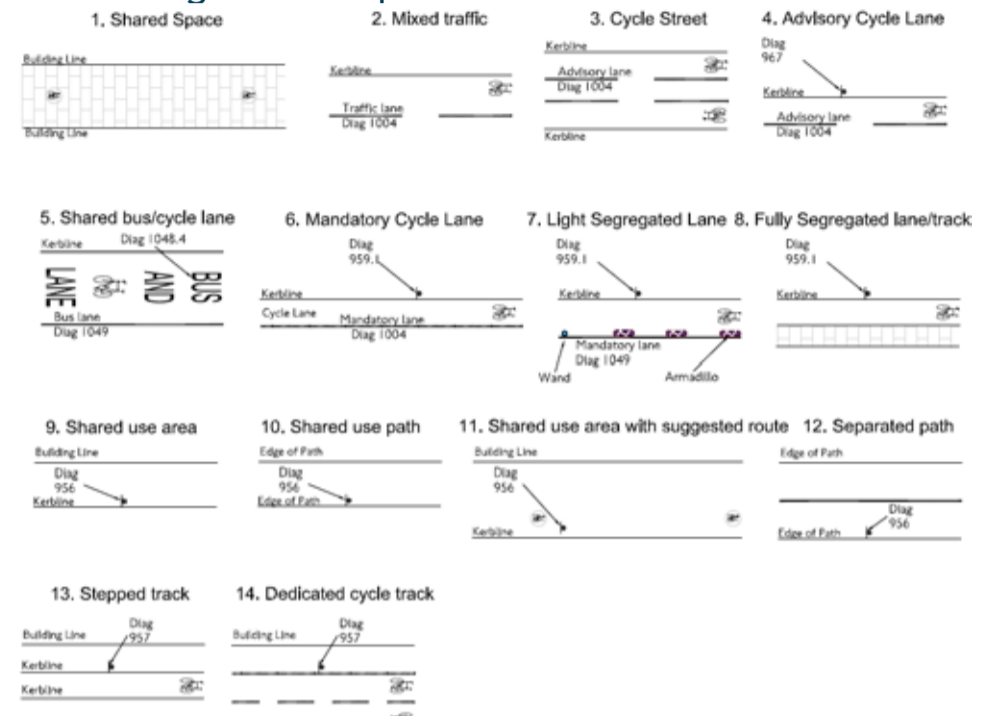 1. Shared Space
Building Line
Building Line
2. Mixed traffic
Kerbline
Traffic lane
Diag 1004
3. Cycle Street
Kerbline
Advisory lane
Diag 1004
Kerbline
4. Advisory Cycle Lane
Diag
967
Kerbline
Advisory lane
Diag 1004
5. Shared bus/cycle lane
Kerbline
Diag 1048.4
LANE
AND
BUS
Bus lane
Diag 1049
6. Mandatory Cycle Lane
Diag
959.1
Kerbline
Cycle Lane
Mandatory lane
Diag 1004
7. Light Segregated Lane
Diag
959.1
Kerbline
Mandatory lane
Diag 1049
Wand
Armadillo
8. Fully Segregated lane/track
Diag
959.1
Kerbline
9. Shared use area
Building Line
Diag
956
Kerbline
10. Shared use path
Edge of Path
Diag
956
Edge of Path
11. Shared use area with suggested route
Building Line
Diag
956
Kerbline
12. Separated path
Edge of Path
Diag
956
Edge of Path
13. Stepped track
Diag
957
Building Line
Kerbline
Kerbline
14. Dedicated cycle track
Diag
957
Building Line